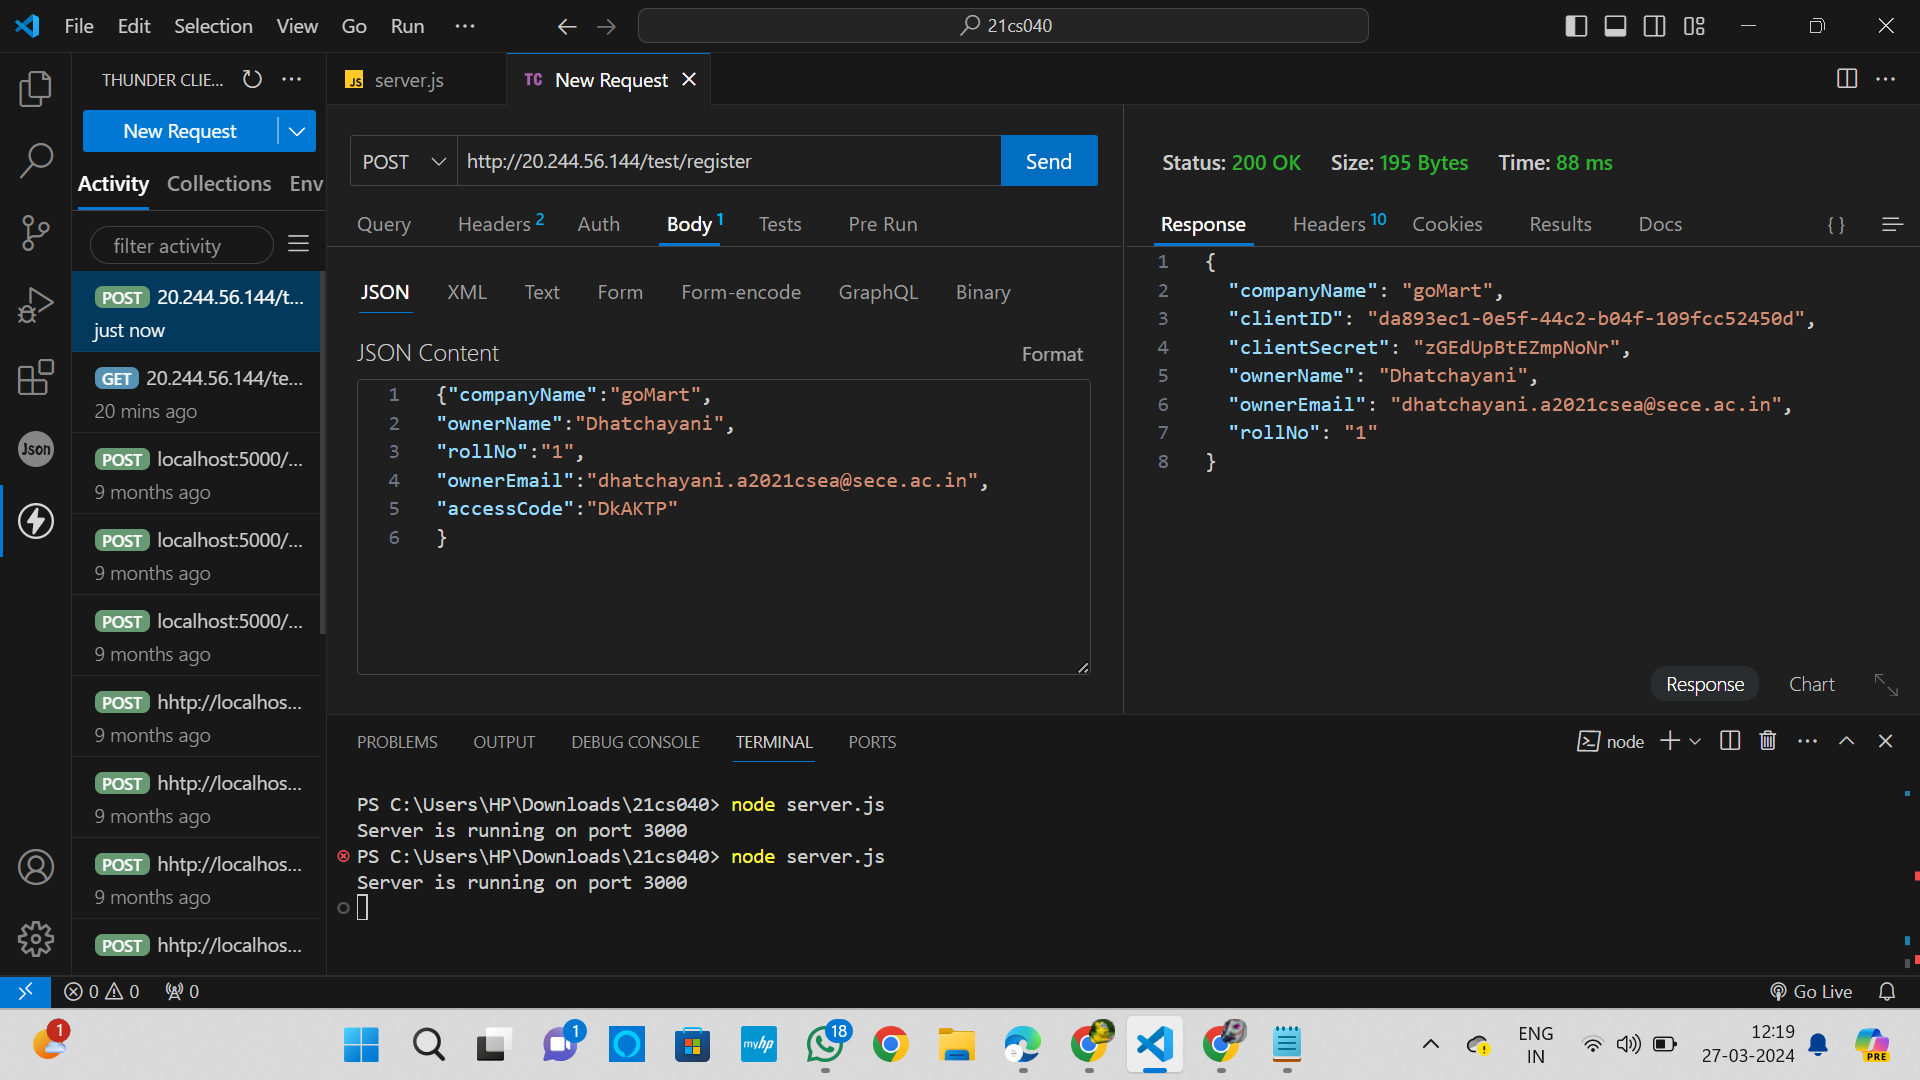 File Edit Selection View Go Run ···
21cs040
THUNDER CLIE...
New Request
Activity Collections Env
filter activity
POST 20.244.56.144/t...
just now
GET 20.244.56.144/te...
20 mins ago
POST localhost:5000/...
9 months ago
POST localhost:5000/...
9 months ago
POST localhost:5000/...
9 months ago
POST hhtp://localhos...
9 months ago
POST hhtp://localhos...
9 months ago
POST hhtp://localhos...
9 months ago
POST hhtp://localhos...
Json
JS server.js
TC New Request
POST http://20.244.56.144/test/register Send
Query Headers 2 Auth Body 1 Tests Pre Run
JSON XML Text Form Form-encode GraphQL Binary
JSON Content Format
1 {"companyName":"goMart",
2 "ownerName":"Dhatchayani",
3 "rollNo":"1",
4 "ownerEmail":"dhatchayani.a2021csea@sece.ac.in",
5 "accessCode":"DkAKTP"
6 }
Status: 200 OK Size: 195 Bytes Time: 88 ms
Response Headers 10 Cookies Results Docs { }
1 {
2 "companyName": "goMart",
3 "clientID": "da893ec1-0e5f-44c2-b04f-109fcc52450d",
4 "clientSecret": "zGEdUpBtEZmpNoNr",
5 "ownerName": "Dhatchayani",
6 "ownerEmail": "dhatchayani.a2021csea@sece.ac.in",
7 "rollNo": "1"
8 }
Response Chart
PROBLEMS OUTPUT DEBUG CONSOLE TERMINAL PORTS
node
PS C:\Users\HP\Downloads\21cs040> node server.js
Server is running on port 3000
PS C:\Users\HP\Downloads\21cs040> node server.js
Server is running on port 3000
0 0 0
Go Live
1
1
myhp
18
ENG
IN
12:19
27-03-2024
PRE